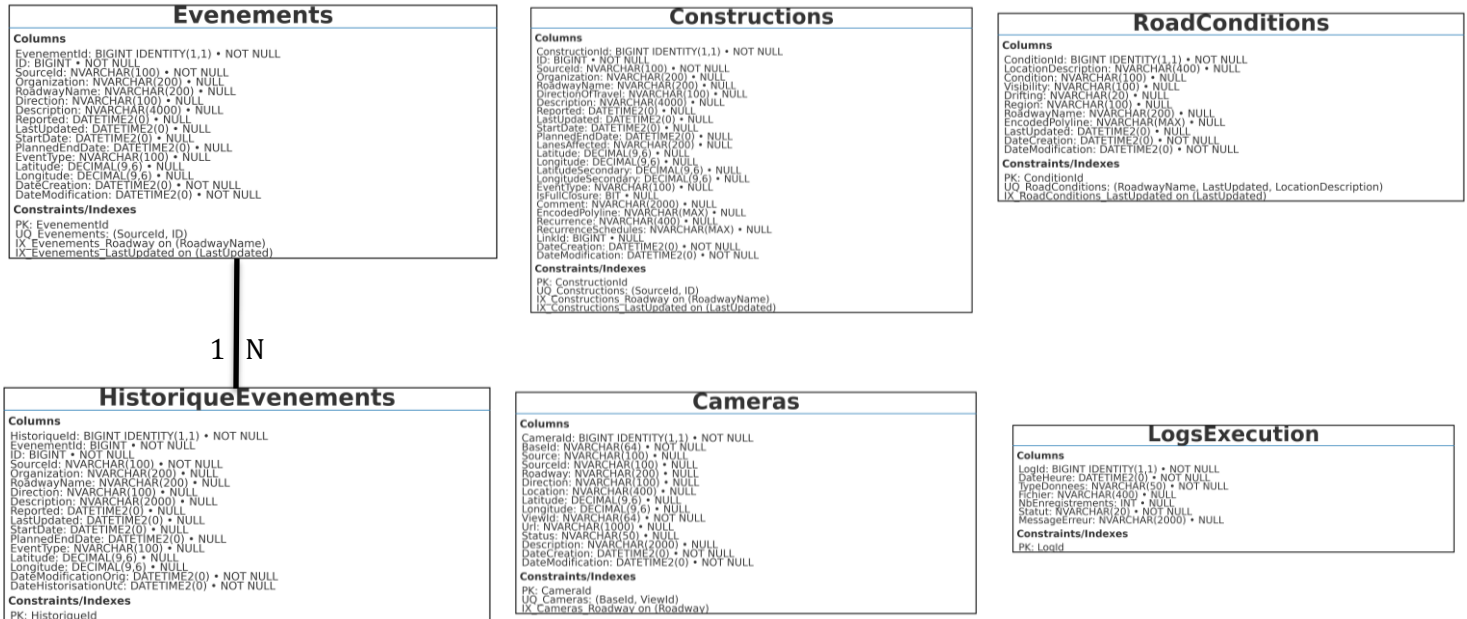 Evenements
Columns
EvenementId: BIGINT IDENTITY(1,1) • NOT NULL
ID: BIGINT • NOT NULL
SourceId: NVARCHAR(100) • NOT NULL
Organization: NVARCHAR(200) • NULL
RoadwayName: NVARCHAR(200) • NULL
Direction: NVARCHAR(100) • NULL
Description: NVARCHAR(4000) • NULL
Reported: DATETIME2(0) • NULL
LastUpdated: DATETIME2(0) • NULL
StartDate: DATETIME2(0) • NULL
PlannedEndDate: DATETIME2(0) • NULL
EventType: NVARCHAR(100) • NULL
Latitude: DECIMAL(9,6) • NULL
Longitude: DECIMAL(9,6) • NULL
DateCreation: DATETIME2(0) • NOT NULL
DateModification: DATETIME2(0) • NOT NULL
Constraints/Indexes
PK: EvenementId
UQ_Evenements: (SourceId, ID)
IX_Evenements_Roadway on (RoadwayName)
IX_Evenements_LastUpdated on (LastUpdated)
Constructions
Columns
ConstructionId: BIGINT IDENTITY(1,1) • NOT NULL
ID: BIGINT • NOT NULL
SourceId: NVARCHAR(100) • NOT NULL
Organization: NVARCHAR(200) • NULL
RoadwayName: NVARCHAR(200) • NULL
DirectionOfTravel: NVARCHAR(100) • NULL
Description: NVARCHAR(4000) • NULL
Reported: DATETIME2(0) • NULL
LastUpdated: DATETIME2(0) • NULL
StartDate: DATETIME2(0) • NULL
PlannedEndDate: DATETIME2(0) • NULL
LanesAffected: NVARCHAR(200) • NULL
Latitude: DECIMAL(9,6) • NULL
Longitude: DECIMAL(9,6) • NULL
LatitudeSecondary: DECIMAL(9,6) • NULL
LongitudeSecondary: DECIMAL(9,6) • NULL
EventType: NVARCHAR(100) • NULL
IsFullClosure: BIT • NULL
Comment: NVARCHAR(2000) • NULL
EncodedPolyline: NVARCHAR(MAX) • NULL
Recurrence: NVARCHAR(400) • NULL
RecurrenceSchedules: NVARCHAR(MAX) • NULL
LinkId: BIGINT • NULL
DateCreation: DATETIME2(0) • NOT NULL
DateModification: DATETIME2(0) • NOT NULL
Constraints/Indexes
PK: ConstructionId
UQ_Constructions: (SourceId, ID)
IX_Constructions_Roadway on (RoadwayName)
IX_Constructions_LastUpdated on (LastUpdated)
RoadConditions
Columns
ConditionId: BIGINT IDENTITY(1,1) • NOT NULL
LocationDescription: NVARCHAR(400) • NULL
Condition: NVARCHAR(100) • NULL
Visibility: NVARCHAR(100) • NULL
Drifting: NVARCHAR(20) • NULL
Region: NVARCHAR(100) • NULL
RoadwayName: NVARCHAR(200) • NULL
EncodedPolyline: NVARCHAR(MAX) • NULL
LastUpdated: DATETIME2(0) • NULL
DateCreation: DATETIME2(0) • NOT NULL
DateModification: DATETIME2(0) • NOT NULL
Constraints/Indexes
PK: ConditionId
UQ_RoadConditions: (RoadwayName, LastUpdated, LocationDescription)
IX_RoadConditions_LastUpdated on (LastUpdated)
1 N
HistoriqueEvenements
Columns
HistoriqueId: BIGINT IDENTITY(1,1) • NOT NULL
EvenementId: BIGINT • NOT NULL
ID: BIGINT • NOT NULL
SourceId: NVARCHAR(100) • NOT NULL
Organization: NVARCHAR(200) • NULL
RoadwayName: NVARCHAR(200) • NULL
Direction: NVARCHAR(100) • NULL
Description: NVARCHAR(2000) • NULL
Reported: DATETIME2(0) • NULL
LastUpdated: DATETIME2(0) • NULL
StartDate: DATETIME2(0) • NULL
PlannedEndDate: DATETIME2(0) • NULL
EventType: NVARCHAR(100) • NULL
Latitude: DECIMAL(9,6) • NULL
Longitude: DECIMAL(9,6) • NULL
DateModificationOrig: DATETIME2(0) • NOT NULL
DateHistorisationUtc: DATETIME2(0) • NOT NULL
Constraints/Indexes
PK: HistoriqueId
Cameras
Columns
CameraId: BIGINT IDENTITY(1,1) • NOT NULL
BaseId: NVARCHAR(64) • NOT NULL
Source: NVARCHAR(100) • NULL
SourceId: NVARCHAR(100) • NULL
Roadway: NVARCHAR(200) • NULL
Direction: NVARCHAR(100) • NULL
Location: NVARCHAR(400) • NULL
Latitude: DECIMAL(9,6) • NULL
Longitude: DECIMAL(9,6) • NULL
ViewId: NVARCHAR(64) • NOT NULL
Url: NVARCHAR(1000) • NULL
Status: NVARCHAR(50) • NULL
Description: NVARCHAR(2000) • NULL
DateCreation: DATETIME2(0) • NOT NULL
DateModification: DATETIME2(0) • NOT NULL
Constraints/Indexes
PK: CameraId
UQ_Cameras: (BaseId, ViewId)
IX_Cameras_Roadway on (Roadway)
LogsExecution
Columns
LogId: BIGINT IDENTITY(1,1) • NOT NULL
DateHeure: DATETIME2(0) • NOT NULL
TypeDonnees: NVARCHAR(50) • NOT NULL
Fichier: NVARCHAR(400) • NULL
NbEnregistrements: INT • NULL
Statut: NVARCHAR(20) • NOT NULL
MessageErreur: NVARCHAR(2000) • NULL
Constraints/Indexes
PK: LogId